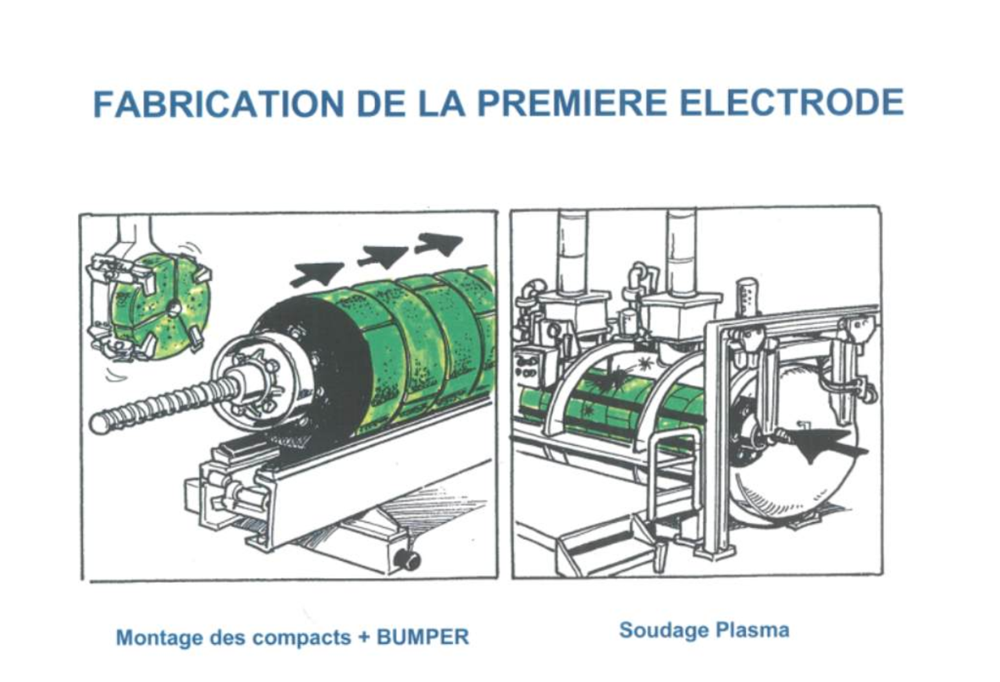 FABRICATION DE LA PREMIERE ELECTRODE
Montage des compacts + BUMPER
Soudage Plasma